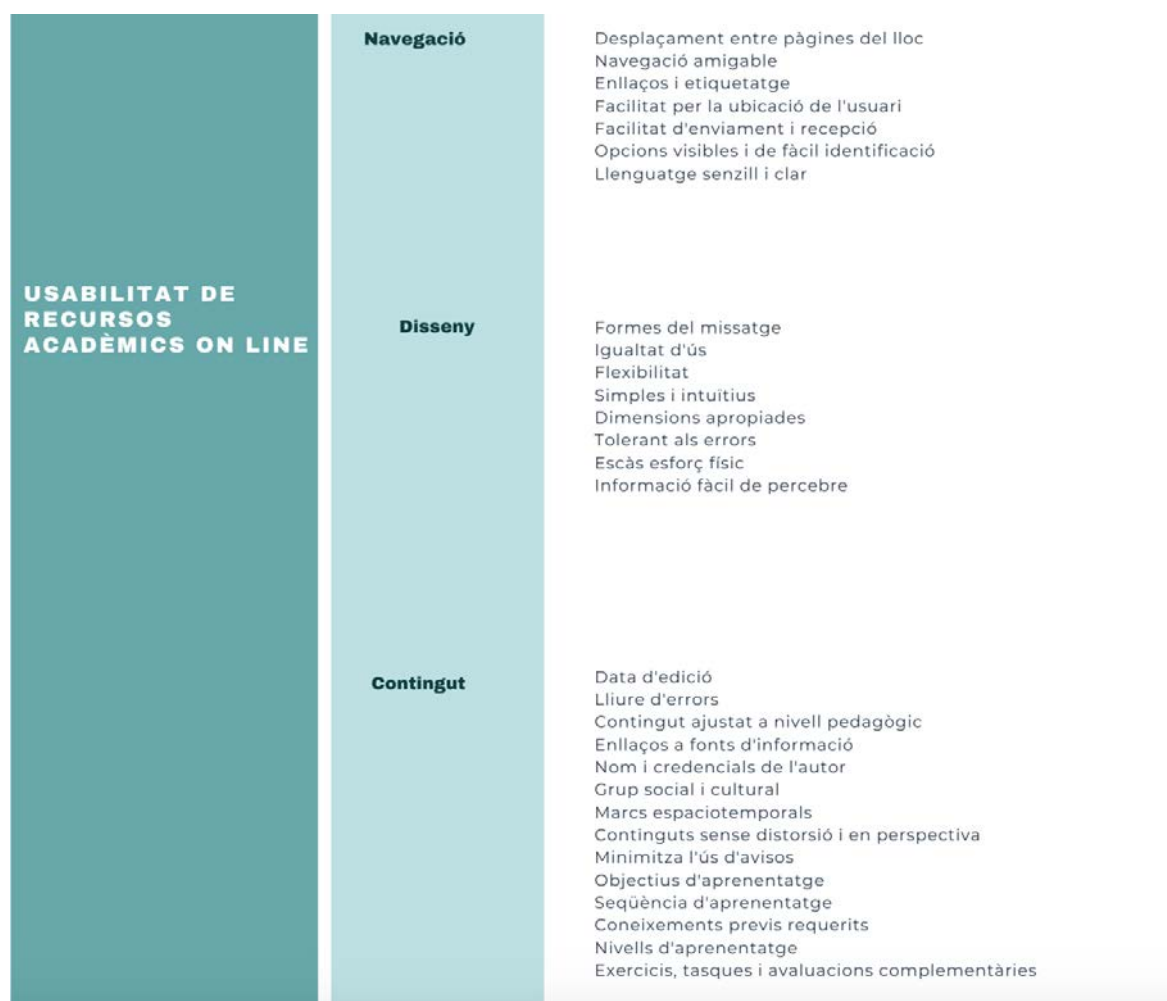 USABILITAT DE
RECURSOS
ACADÈMICS ON LINE
Navegació
Desplaçament entre pàgines del lloc
Navegació amigable
Enllaços i etiquetatge
Facilitat per la ubicació de l'usuari
Facilitat d'enviament i recepció
Opcions visibles i de fàcil identificació
Llenguatge senzill i clar
Disseny
Formes del missatge
Igualtat d'ús
Flexibilitat
Simples i intuïtius
Dimensions apropiades
Tolerant als errors
Escàs esforç físic
Informació fàcil de percebre
Contingut
Data d'edició
Lliure d'errors
Contingut ajustat a nivell pedagògic
Enllaços a fonts d'informació
Nom i credencials de l'autor
Grup social i cultural
Marcs espaciotemporals
Continguts sense distorsió i en perspectiva
Minimitza l'ús d'avisos
Objectius d'aprenentatge
Seqüència d'aprenentatge
Coneixements previs requerits
Nivells d'aprenentatge
Exercicis, tasques i avaluacions complementàries